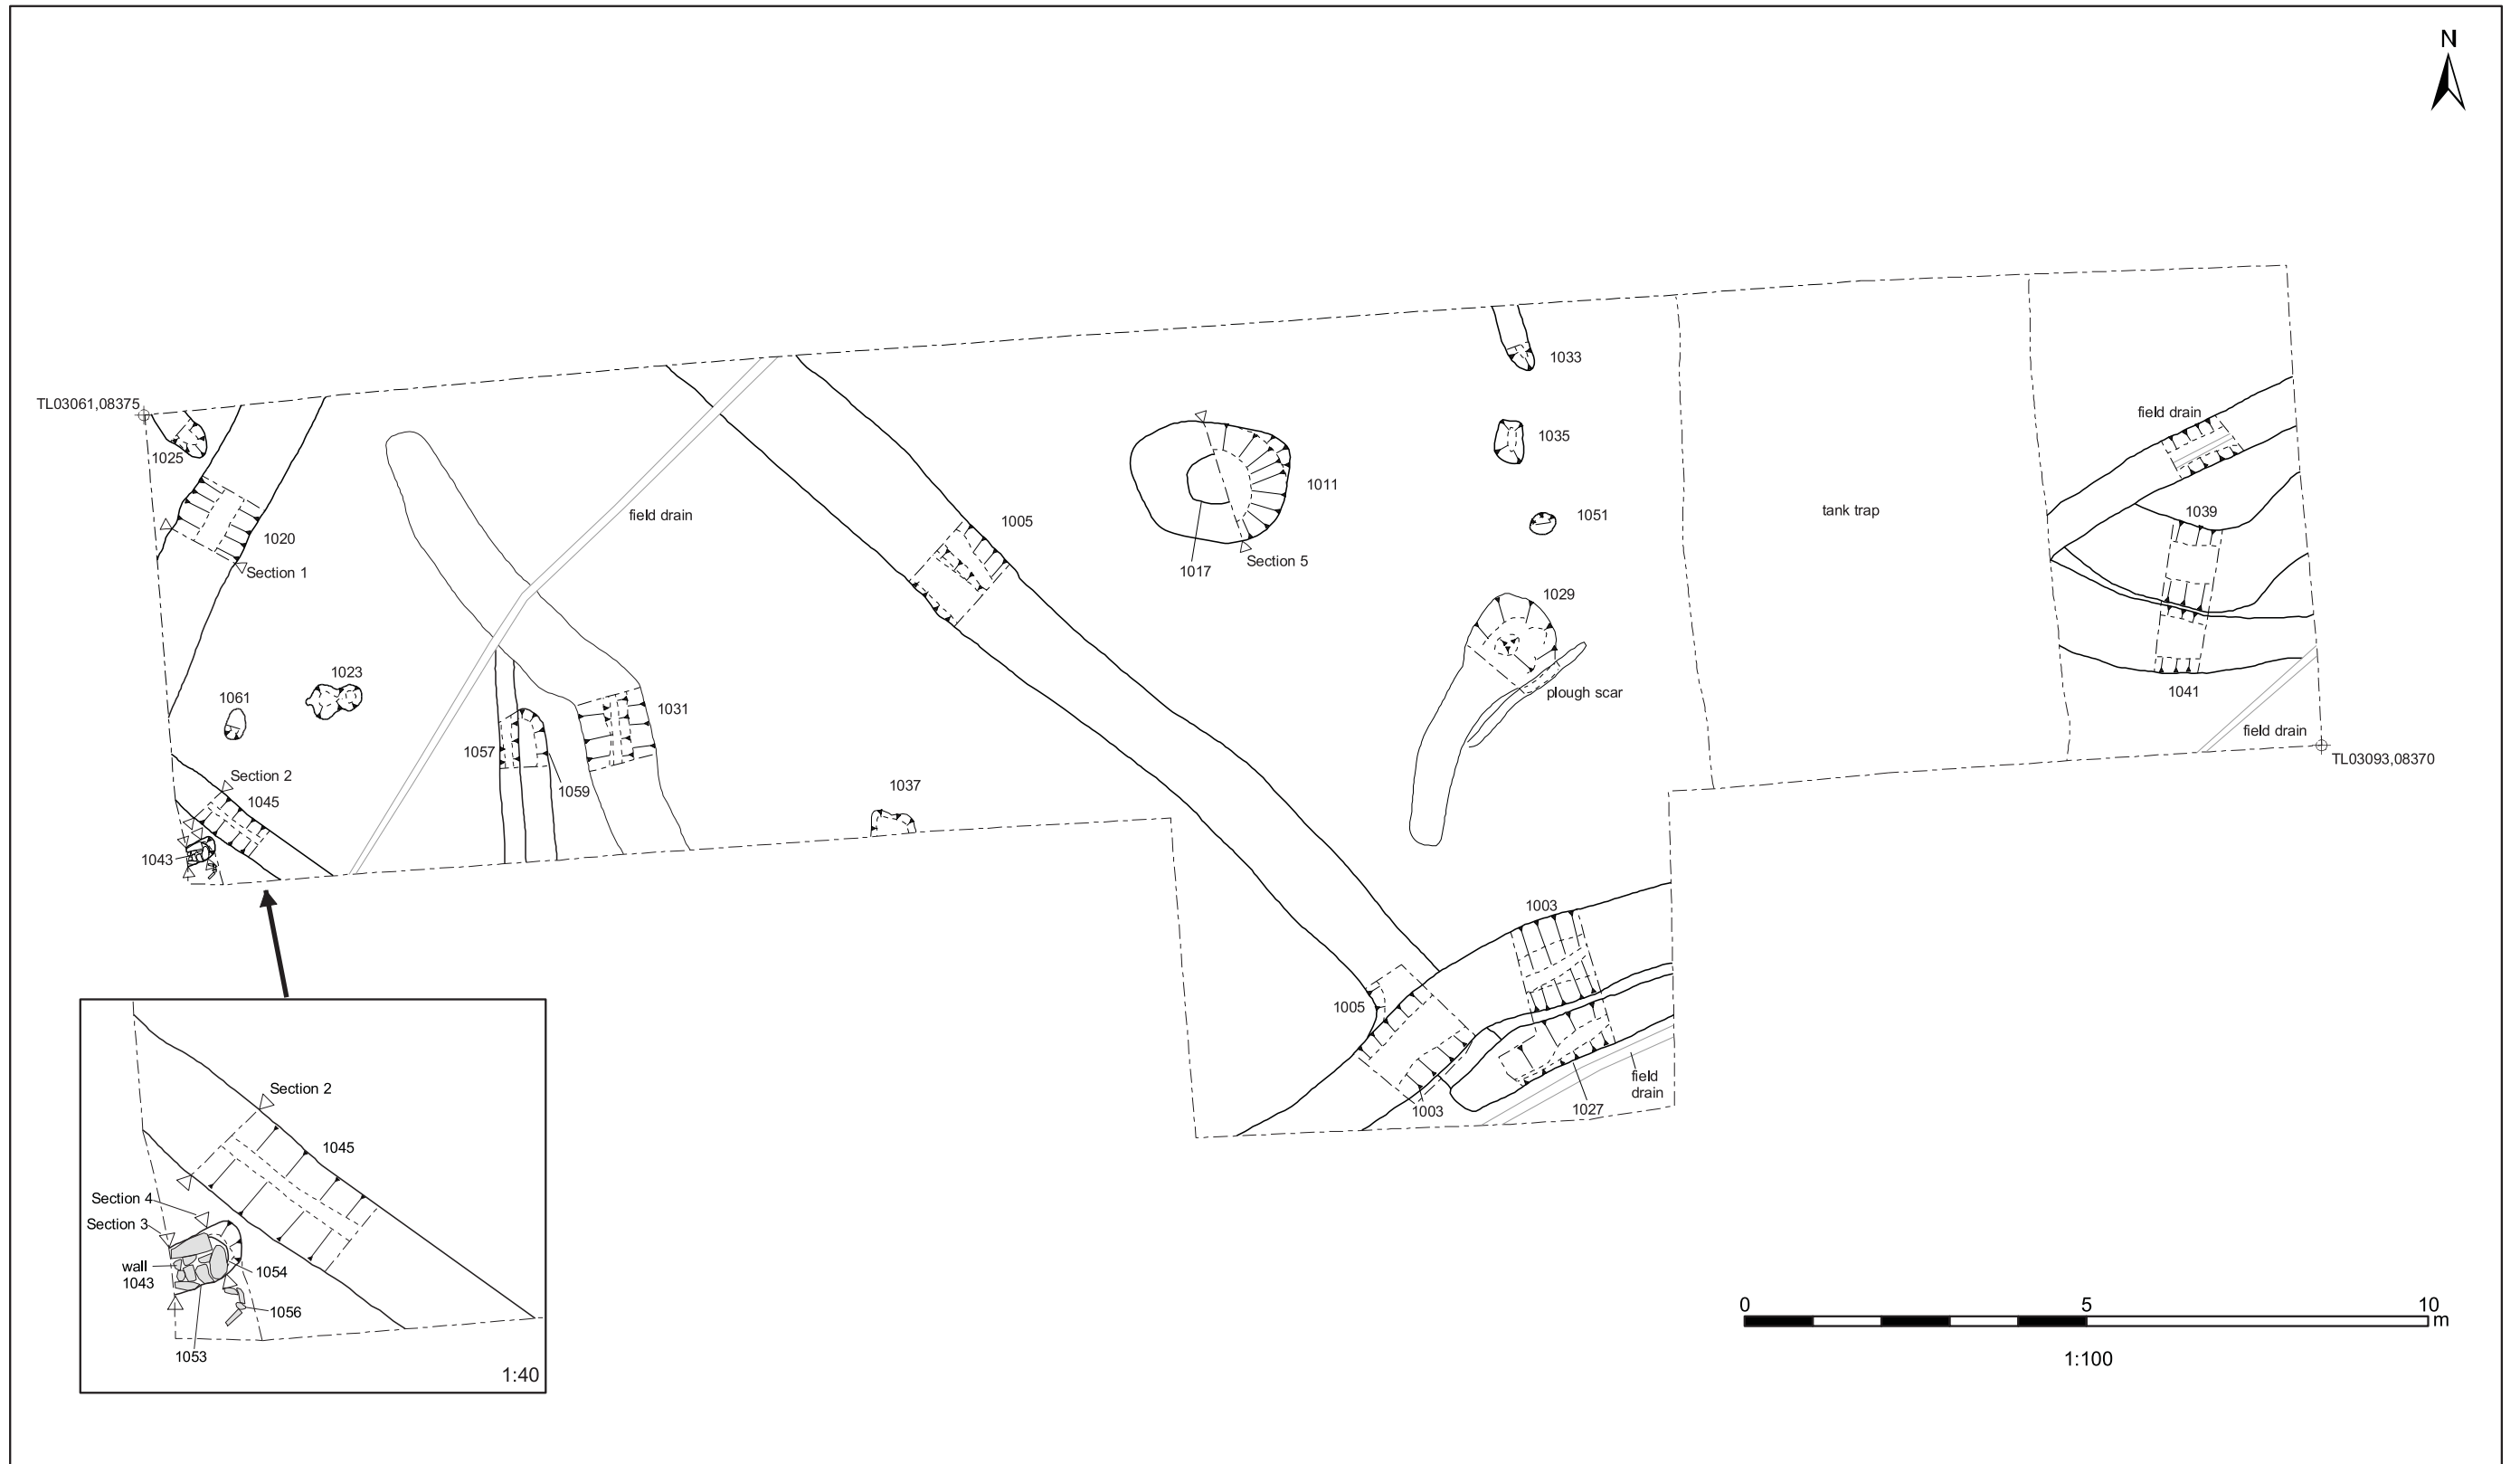 N
TL03061,08375
1025
1020
Section 1
1023
1061
Section 2
1045
1043
field drain
1031
1057
1059
1005
1037
1011
1017
Section 5
1033
1035
1051
1029
plough scar
1005
1003
1003
1027
field
drain
tank trap
field drain
1039
1041
field drain
TL03093,08370
Section 2
1045
Section 4
Section 3
wall
1043
1054
1056
1053
1:40
0 5 10
m
1:100